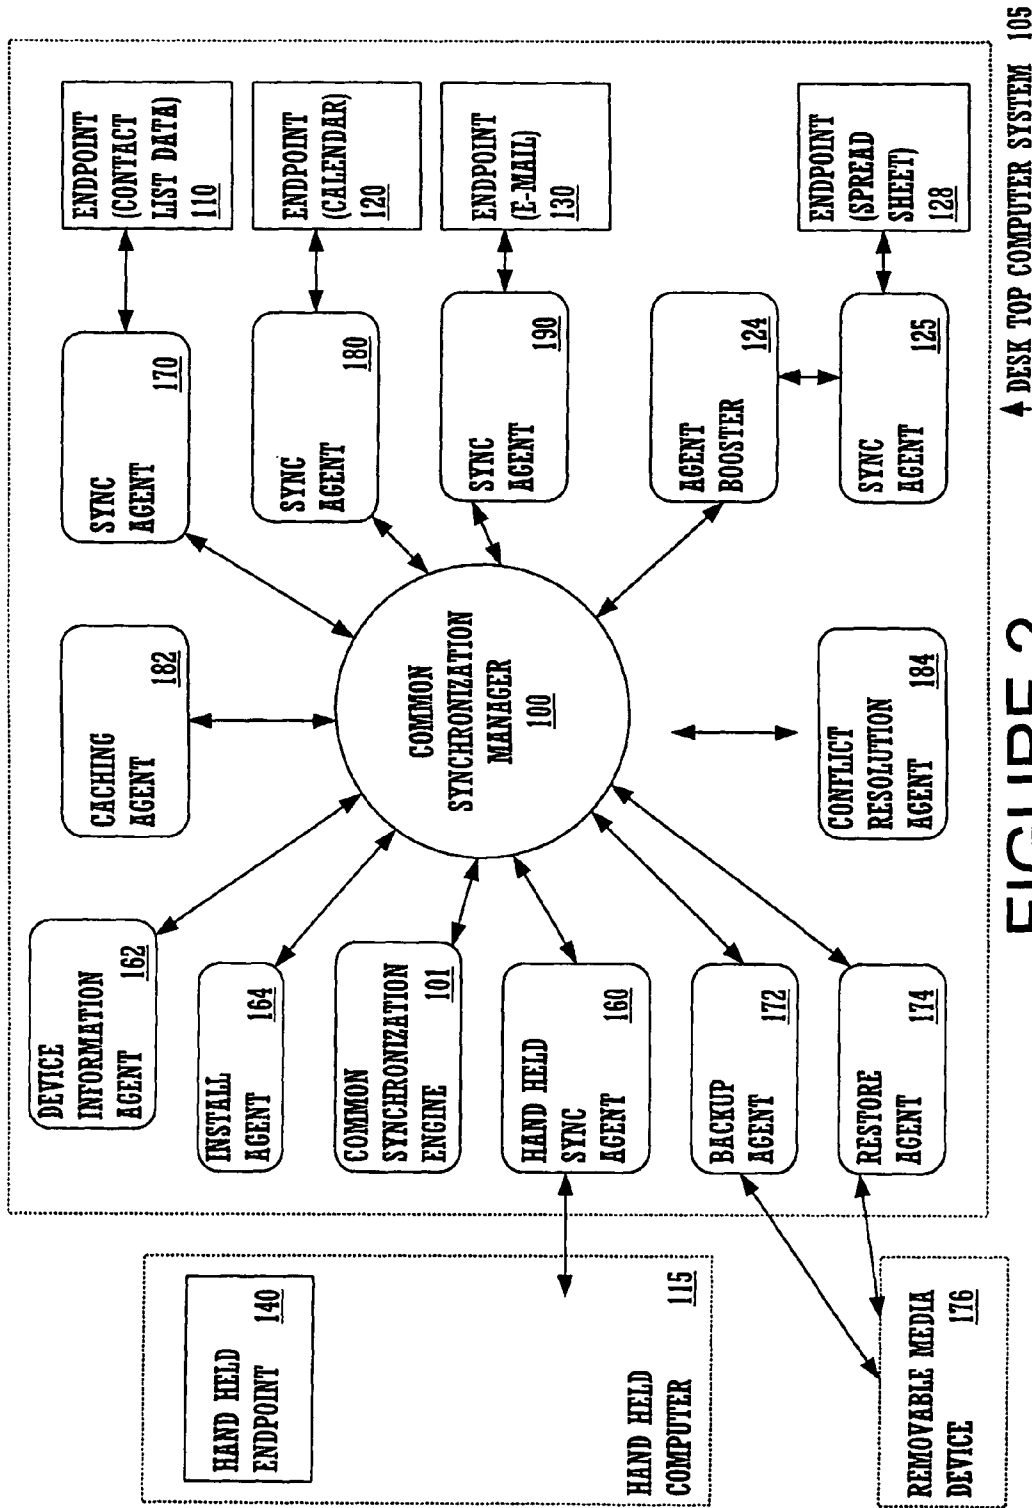 HAND HELD
ENDPOINT 140
HAND HELD
COMPUTER 115
REMOVABLE MEDIA
DEVICE 176
DEVICE
INFORMATION
AGENT 162
INSTALL
AGENT 164
COMMON
SYNCHRONIZATION
ENGINE 101
HAND HELD
SYNC
AGENT 160
BACKUP
AGENT 172
RESTORE
AGENT 174
CACHING
AGENT 182
COMMON
SYNCHRONIZATION
MANAGER
100
CONFLICT
RESOLUTION
AGENT 184
SYNC
AGENT 170
SYNC
AGENT 180
SYNC
AGENT 190
AGENT
BOOSTER 124
SYNC
AGENT 125
ENDPOINT
(CONTACT
LIST DATA)
110
ENDPOINT
(CALENDAR)
120
ENDPOINT
(E-MAIL)
130
ENDPOINT
(SPREAD
SHEET)
128
DESK TOP COMPUTER SYSTEM 105
FIGURE 2